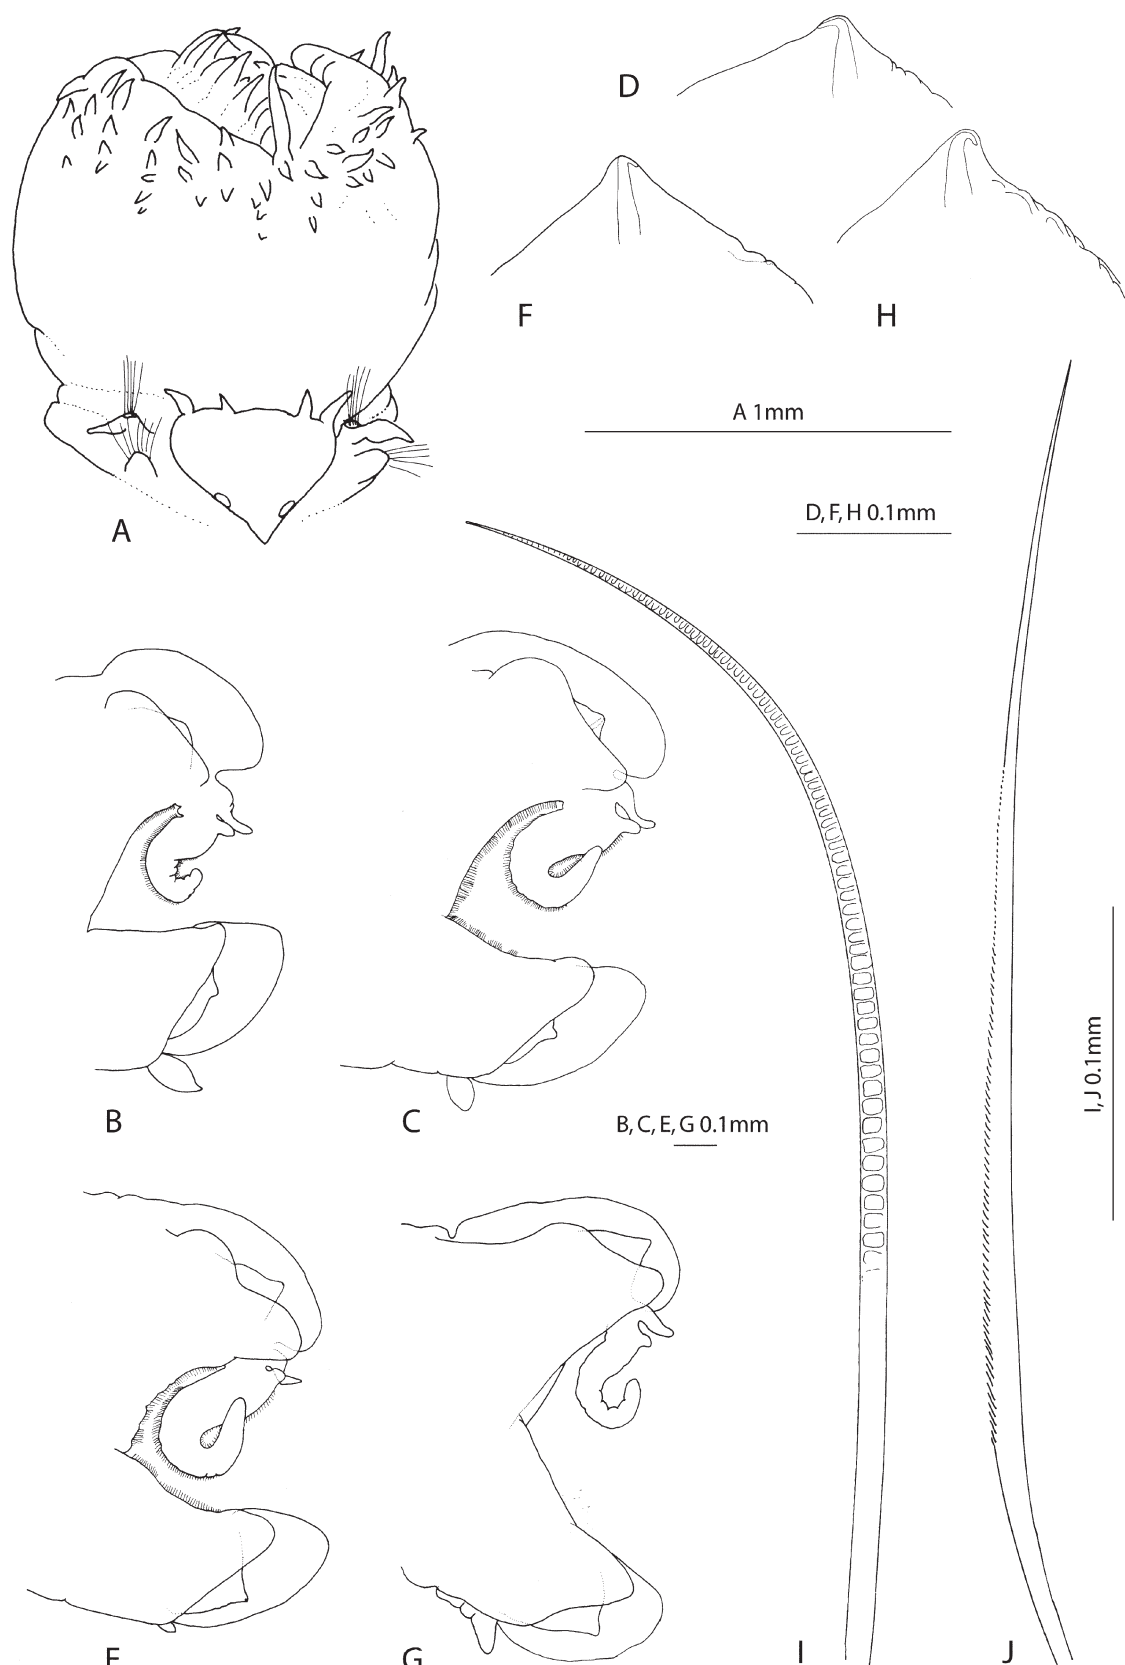 D
F
H
A 1mm
D, F, H 0.1mm
A
I, J 0.1mm
B
C
B, C, E, G 0.1mm
E
G
I
J